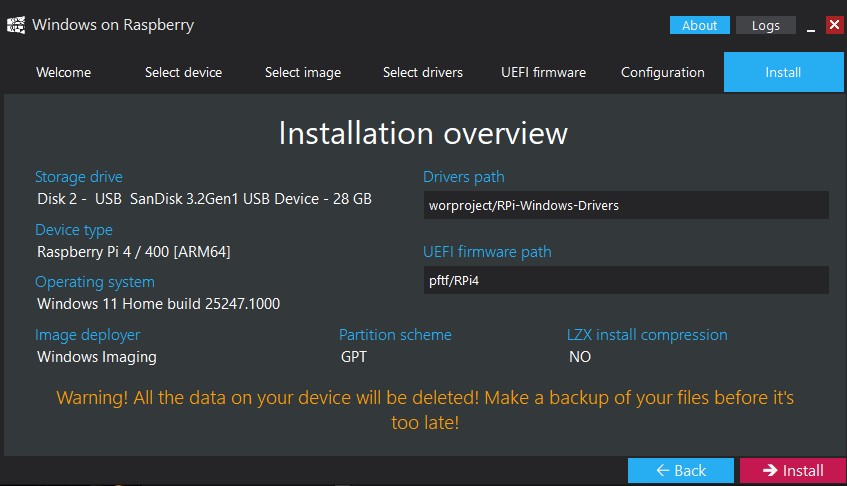 Windows on Raspberry
About
Logs
Welcome
Select device
Select image
Select drivers
UEFI firmware
Configuration
Install
Installation overview
Storage drive
Disk 2 -  USB  SanDisk 3.2Gen1 USB Device - 28 GB
Device type
Raspberry Pi 4 / 400 [ARM64]
Operating system
Windows 11 Home build 25247.1000
Drivers path
worproject/RPi-Windows-Drivers
UEFI firmware path
pftf/RPi4
Image deployer
Windows Imaging
Partition scheme
GPT
LZX install compression
NO
Warning! All the data on your device will be deleted! Make a backup of your files before it's
too late!
Back
Install